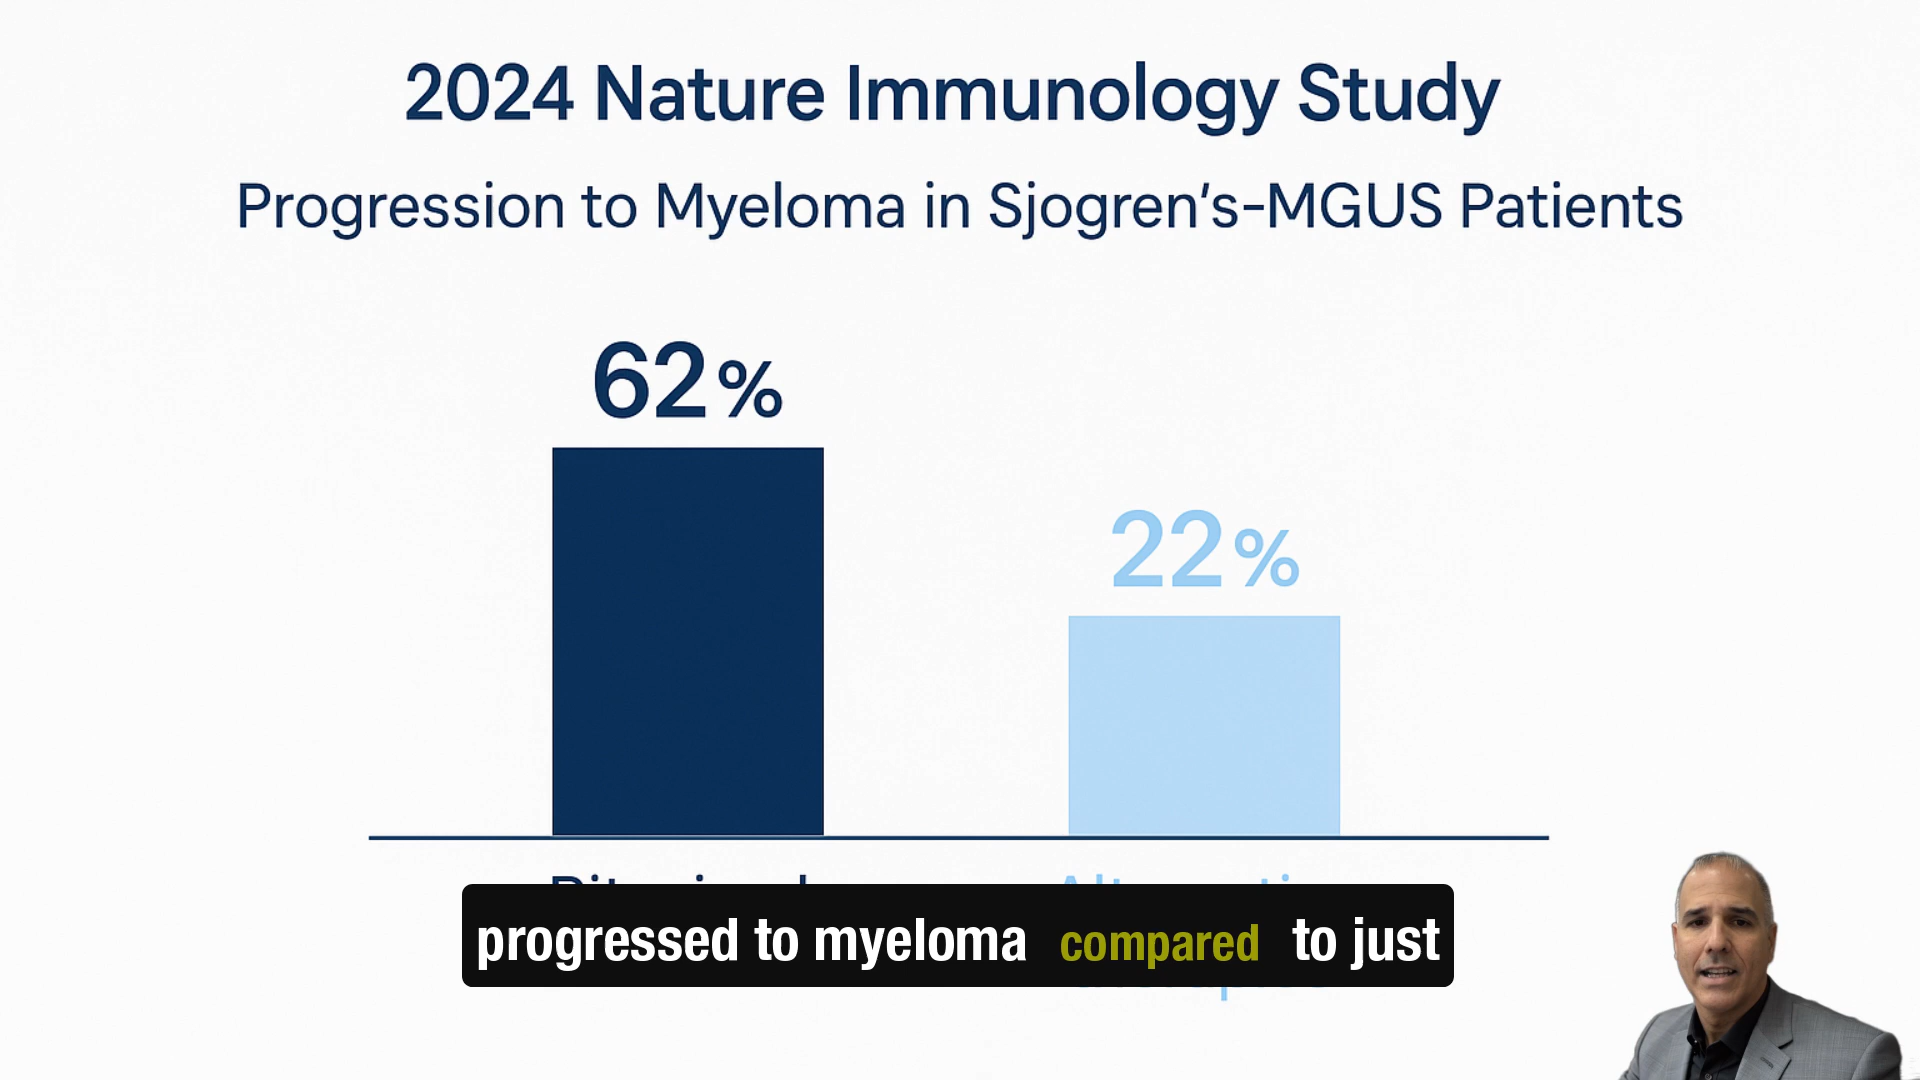 2024 Nature Immunology Study
Progression to Myeloma in Sjogren's-MGUS Patients
62%
22%
progressed to myeloma compared to just